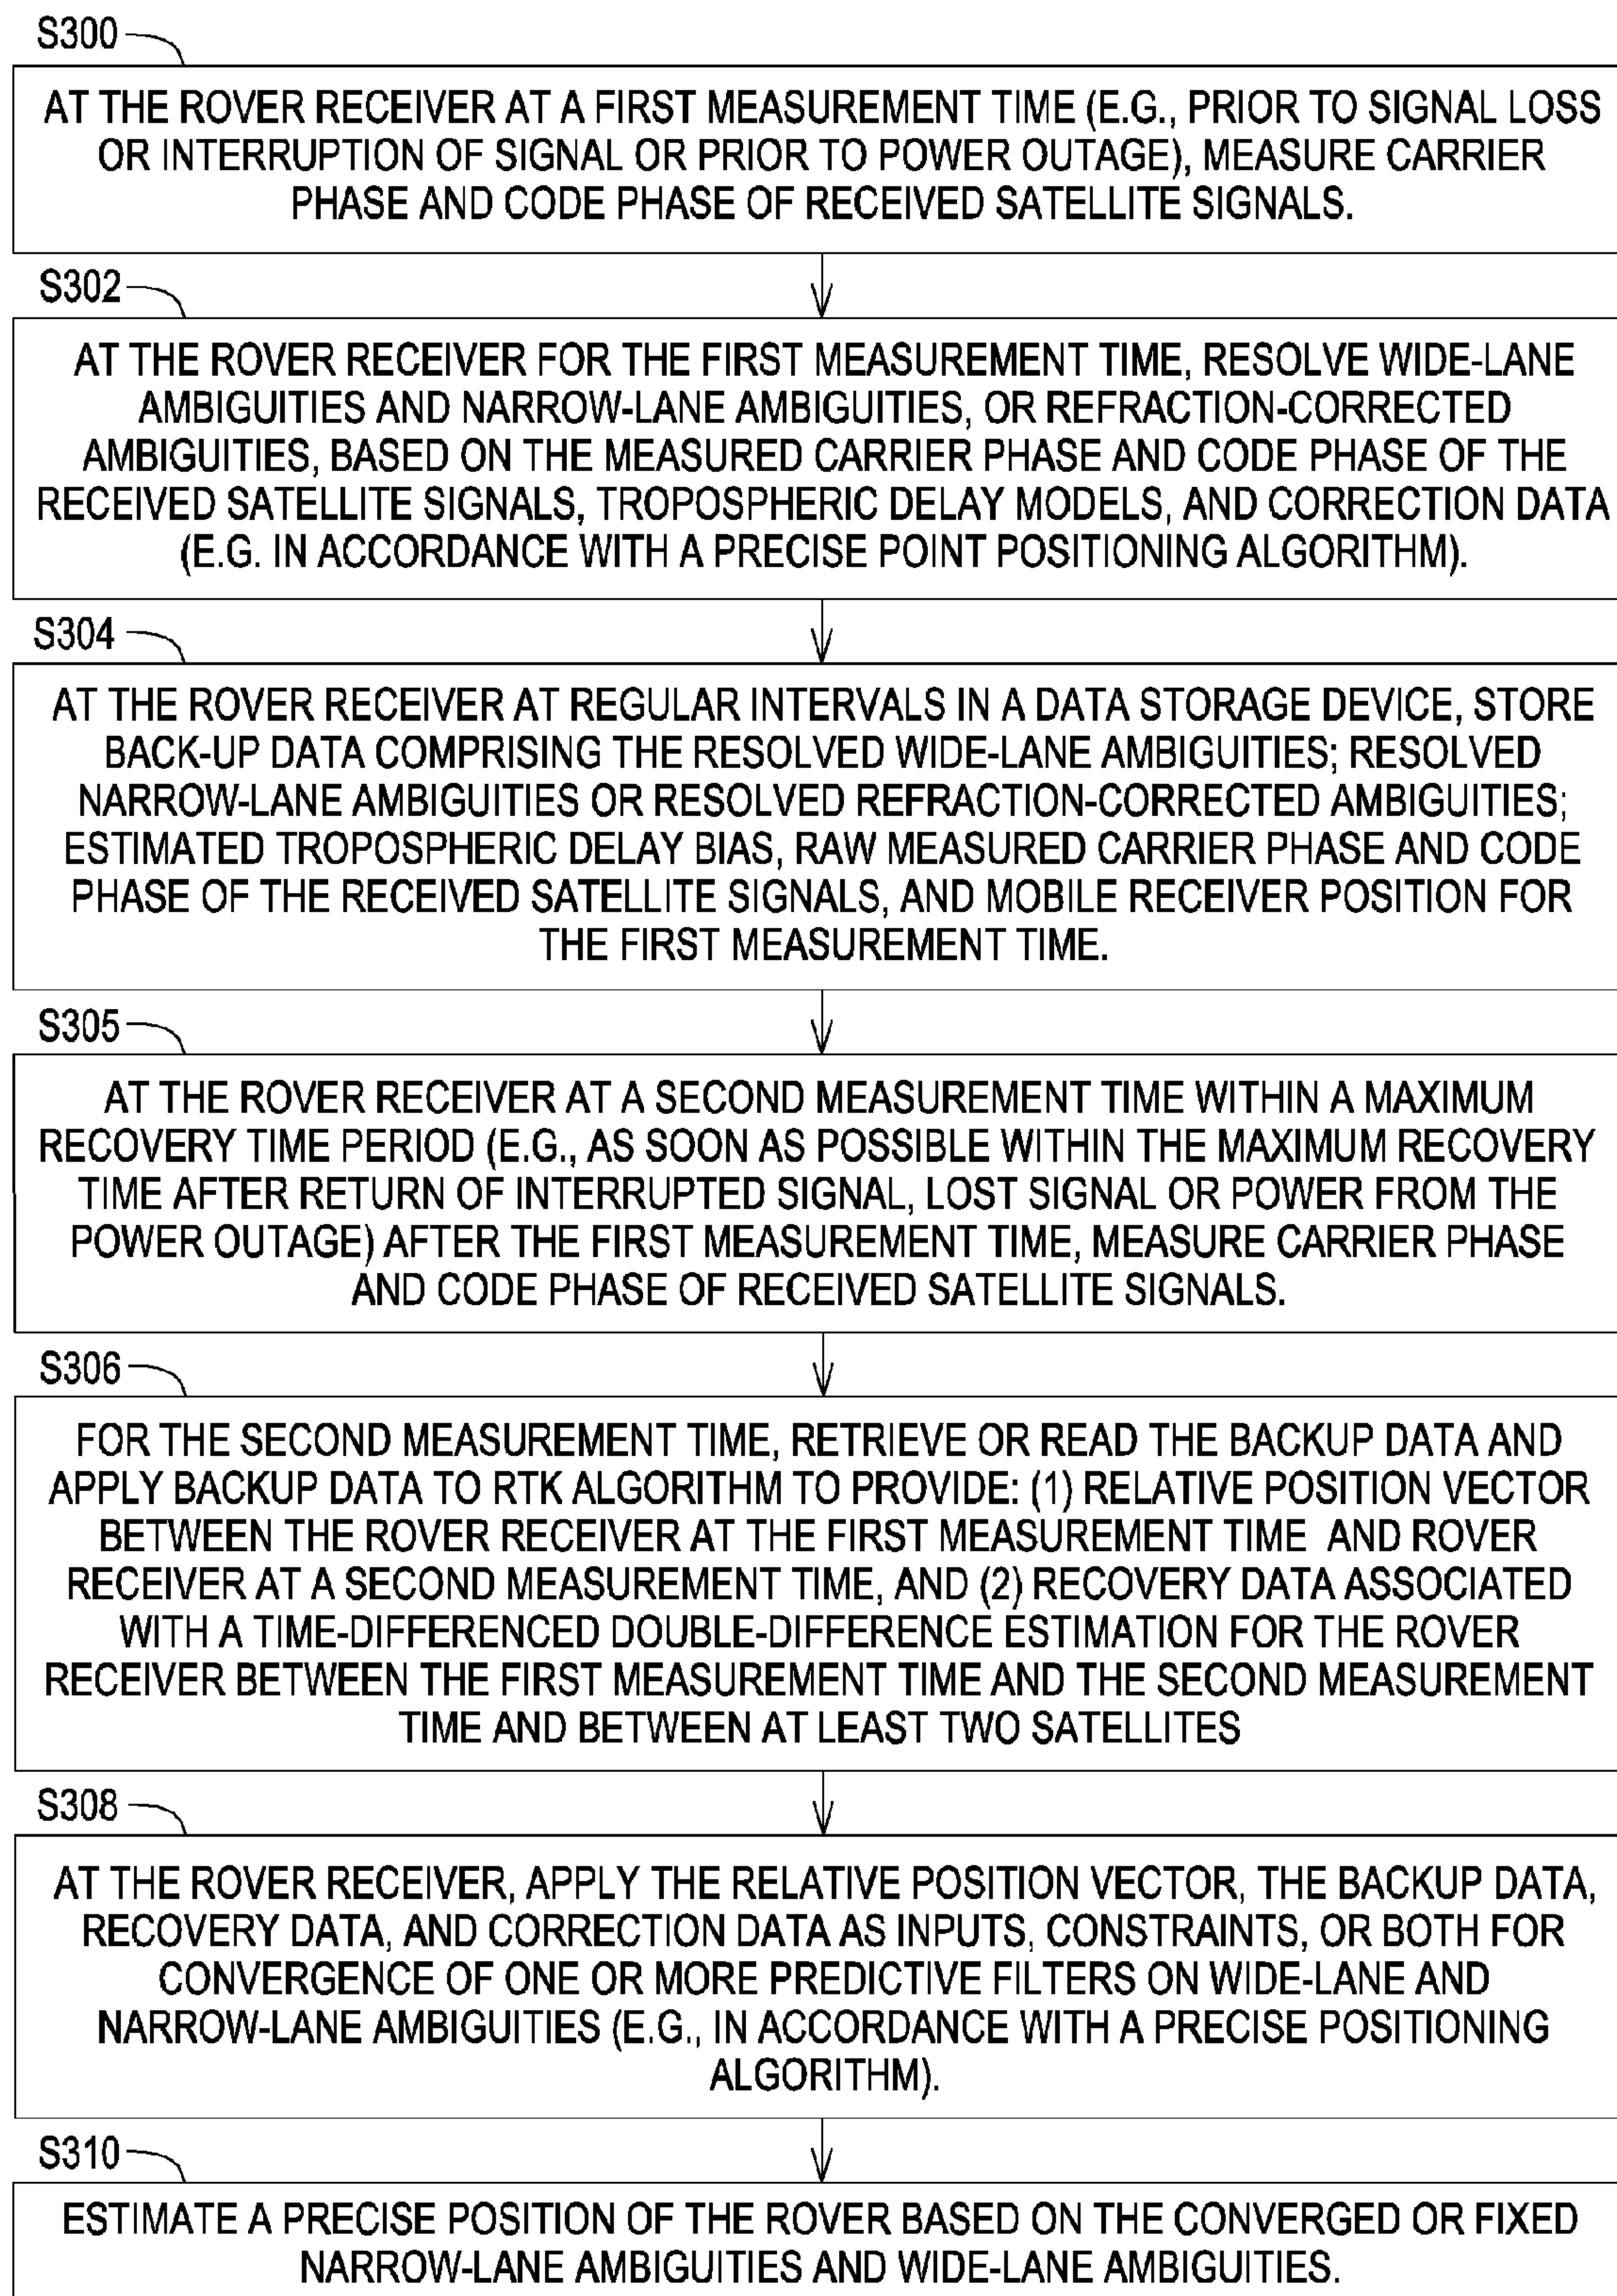 S300
AT THE ROVER RECEIVER AT A FIRST MEASUREMENT TIME (E.G., PRIOR TO SIGNAL LOSS
OR INTERRUPTION OF SIGNAL OR PRIOR TO POWER OUTAGE), MEASURE CARRIER
PHASE AND CODE PHASE OF RECEIVED SATELLITE SIGNALS.
S302
AT THE ROVER RECEIVER FOR THE FIRST MEASUREMENT TIME, RESOLVE WIDE-LANE
AMBIGUITIES AND NARROW-LANE AMBIGUITIES, OR REFRACTION-CORRECTED
AMBIGUITIES, BASED ON THE MEASURED CARRIER PHASE AND CODE PHASE OF THE
RECEIVED SATELLITE SIGNALS, TROPOSPHERIC DELAY MODELS, AND CORRECTION DATA
(E.G. IN ACCORDANCE WITH A PRECISE POINT POSITIONING ALGORITHM).
S304
AT THE ROVER RECEIVER AT REGULAR INTERVALS IN A DATA STORAGE DEVICE, STORE
BACK-UP DATA COMPRISING THE RESOLVED WIDE-LANE AMBIGUITIES; RESOLVED
NARROW-LANE AMBIGUITIES OR RESOLVED REFRACTION-CORRECTED AMBIGUITIES;
ESTIMATED TROPOSPHERIC DELAY BIAS, RAW MEASURED CARRIER PHASE AND CODE
PHASE OF THE RECEIVED SATELLITE SIGNALS, AND MOBILE RECEIVER POSITION FOR
THE FIRST MEASUREMENT TIME.
S305
AT THE ROVER RECEIVER AT A SECOND MEASUREMENT TIME WITHIN A MAXIMUM
RECOVERY TIME PERIOD (E.G., AS SOON AS POSSIBLE WITHIN THE MAXIMUM RECOVERY
TIME AFTER RETURN OF INTERRUPTED SIGNAL, LOST SIGNAL OR POWER FROM THE
POWER OUTAGE) AFTER THE FIRST MEASUREMENT TIME, MEASURE CARRIER PHASE
AND CODE PHASE OF RECEIVED SATELLITE SIGNALS.
S306
FOR THE SECOND MEASUREMENT TIME, RETRIEVE OR READ THE BACKUP DATA AND
APPLY BACKUP DATA TO RTK ALGORITHM TO PROVIDE: (1) RELATIVE POSITION VECTOR
BETWEEN THE ROVER RECEIVER AT THE FIRST MEASUREMENT TIME AND ROVER
RECEIVER AT A SECOND MEASUREMENT TIME, AND (2) RECOVERY DATA ASSOCIATED
WITH A TIME-DIFFERENCED DOUBLE-DIFFERENCE ESTIMATION FOR THE ROVER
RECEIVER BETWEEN THE FIRST MEASUREMENT TIME AND THE SECOND MEASUREMENT
TIME AND BETWEEN AT LEAST TWO SATELLITES
S308
AT THE ROVER RECEIVER, APPLY THE RELATIVE POSITION VECTOR, THE BACKUP DATA,
RECOVERY DATA, AND CORRECTION DATA AS INPUTS, CONSTRAINTS, OR BOTH FOR
CONVERGENCE OF ONE OR MORE PREDICTIVE FILTERS ON WIDE-LANE AND
NARROW-LANE AMBIGUITIES (E.G., IN ACCORDANCE WITH A PRECISE POSITIONING
ALGORITHM).
S310
ESTIMATE A PRECISE POSITION OF THE ROVER BASED ON THE CONVERGED OR FIXED
NARROW-LANE AMBIGUITIES AND WIDE-LANE AMBIGUITIES.